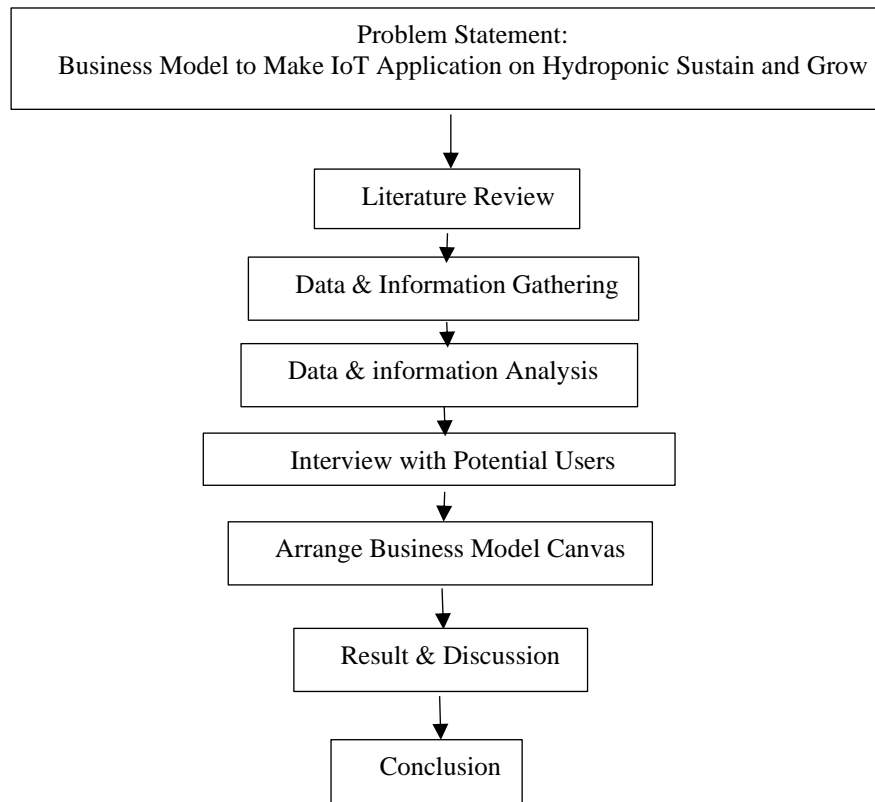 Problem Statement:
Business Model to Make IoT Application on Hydroponic Sustain and Grow
Literature Review
Data & Information Gathering
Data & information Analysis
Interview with Potential Users
Arrange Business Model Canvas
Result & Discussion
Conclusion